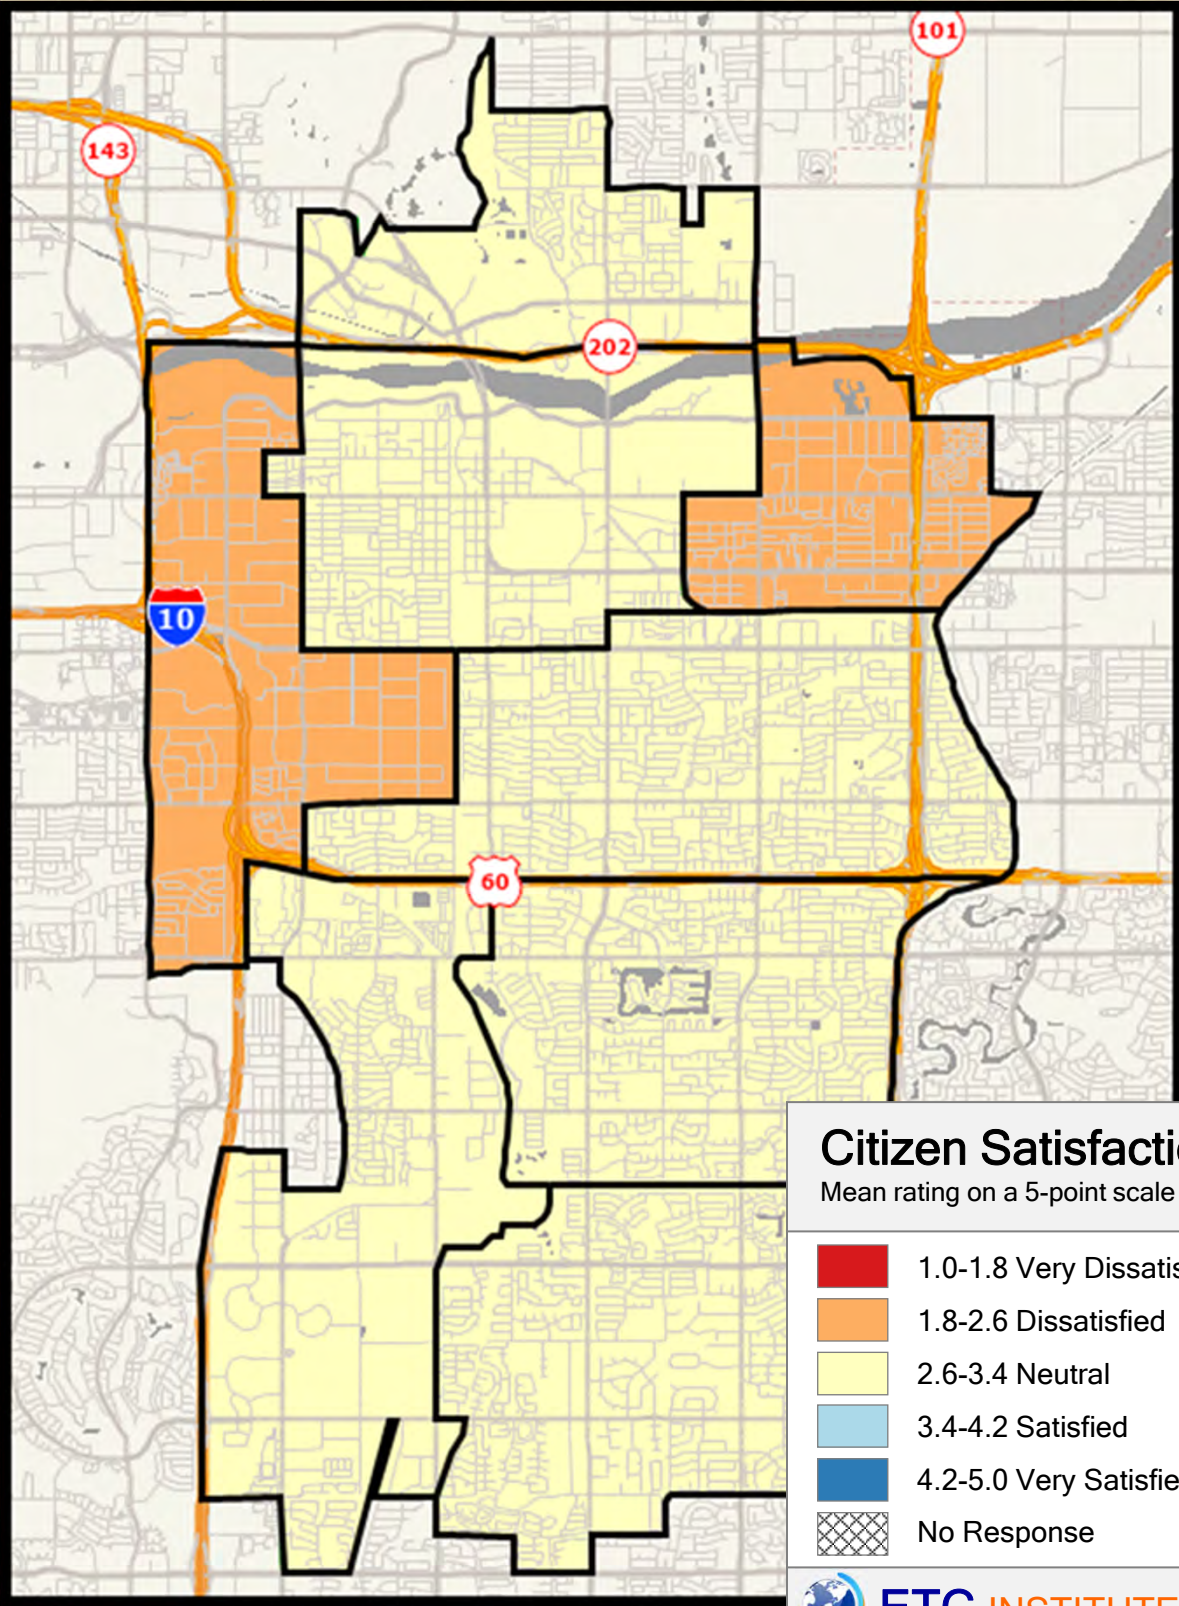 101
143
202
10
60
Citizen Satisfacti
Mean rating on a 5-point scale
1.0-1.8 Very Dissatis
1.8-2.6 Dissatisfied
2.6-3.4 Neutral
3.4-4.2 Satisfied
4.2-5.0 Very Satisfie
No Response
ETC INSTITUTE